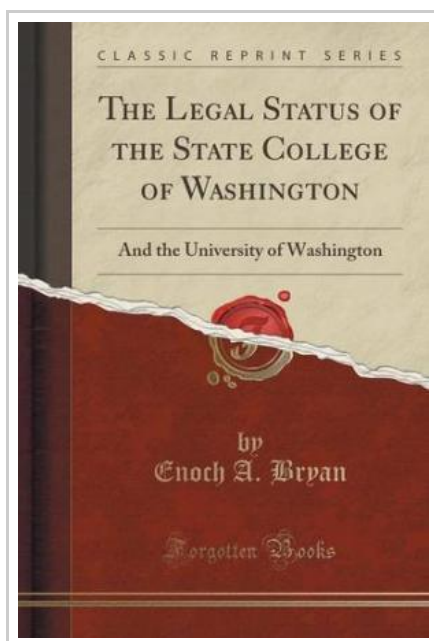 CLASSIC REPRINT SERIES
THE LEGAL STATUS OF
THE STATE COLLEGE
OF WASHINGTON
And the University of Washington
by
Enoch A. Bryan
Forgotten Books